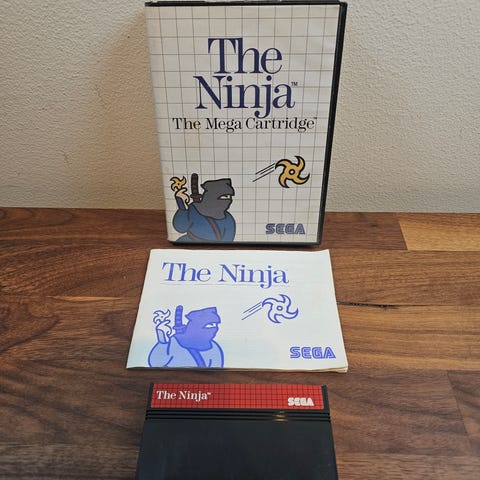 The
Ninja™
The Mega Cartridge™
SEGA
The Ninja
SEGA
The Ninja™
SEGA